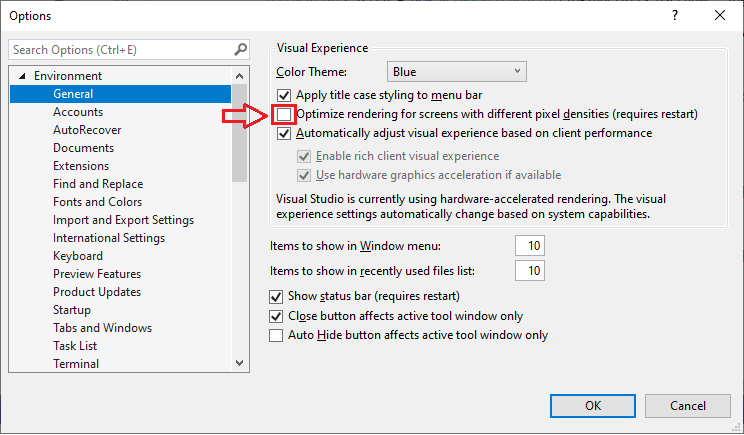 Options
?
Search Options (Ctrl+E)
Environment
General
Accounts
AutoRecover
Documents
Extensions
Find and Replace
Fonts and Colors
Import and Export Settings
International Settings
Keyboard
Preview Features
Product Updates
Startup
Tabs and Windows
Task List
Terminal
Visual Experience
Color Theme: Blue
Apply title case styling to menu bar
Optimize rendering for screens with different pixel densities (requires restart)
Automatically adjust visual experience based on client performance
Enable rich client visual experience
Use hardware graphics acceleration if available
Visual Studio is currently using hardware-accelerated rendering. The visual
experience settings automatically change based on system capabilities.
Items to show in Window menu: 10
Items to show in recently used files list: 10
Show status bar (requires restart)
Close button affects active tool window only
Auto Hide button affects active tool window only
OK
Cancel